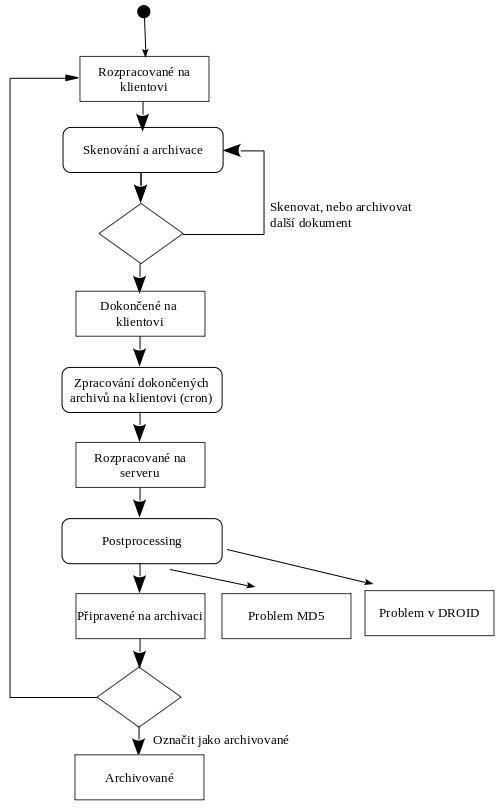 Rozpracované na
klientovi
Skenování a archivace
Skenovat, nebo archivovat
další dokument
Dokončené na
klientovi
Zpracování dokončených
archivů na klientovi (cron)
Rozpracované na
serveru
Postprocessing
Připravené na archivaci
Problem MD5
Problem v DROID
Označit jako archivované
Archivované